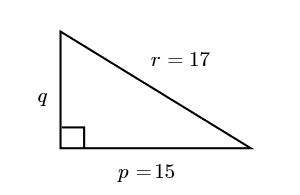 r = 17
q
p = 15